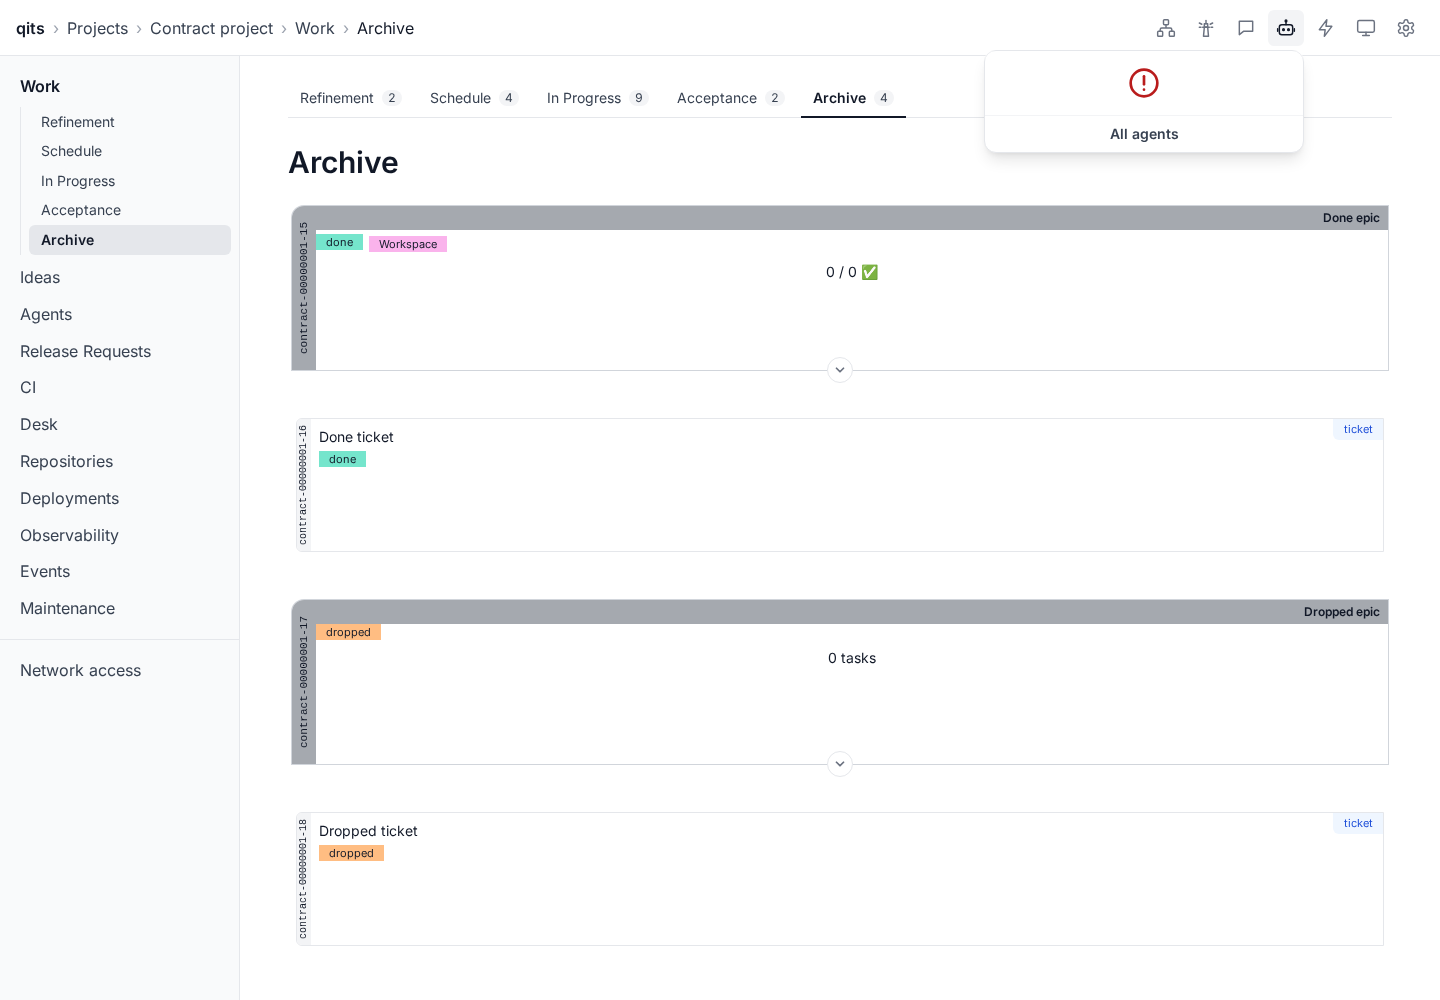 qits › Projects › Contract project › Work › Archive
All agents
Work
Refinement
Schedule
In Progress
Acceptance
Archive
Ideas
Agents
Release Requests
CI
Desk
Repositories
Deployments
Observability
Events
Maintenance
Network access
Refinement 2 Schedule 4 In Progress 9 Acceptance 2 Archive 4
Archive
contract-00000001-15
Done epic
done Workspace
0 / 0 ✅
contract-00000001-16
Done ticket
ticket
done
contract-00000001-17
Dropped epic
dropped
0 tasks
contract-00000001-18
Dropped ticket
ticket
dropped